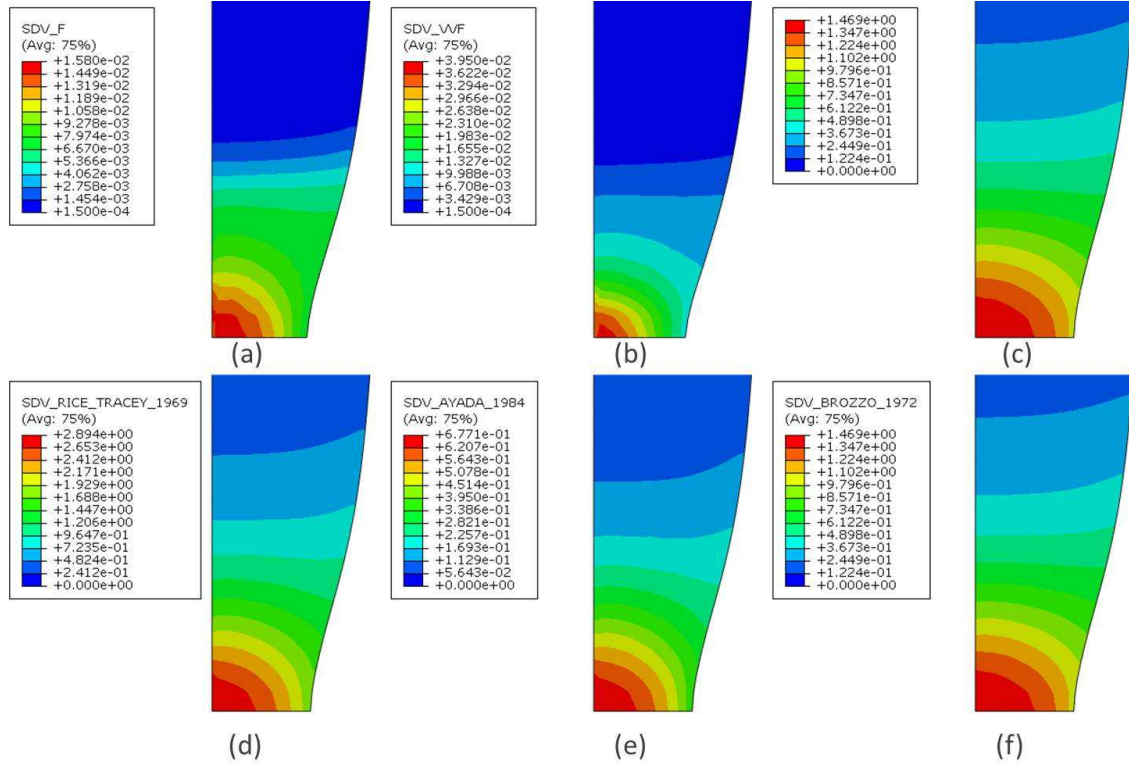 SDV_F
(Avg: 75%)
+1.580e-02
+1.449e-02
+1.319e-02
+1.189e-02
+1.058e-02
+9.278e-03
+7.974e-03
+6.670e-03
+5.366e-03
+4.062e-03
+2.758e-03
+1.454e-03
+1.500e-04
(a)
SDV_VVF
(Avg: 75%)
+3.950e-02
+3.622e-02
+3.294e-02
+2.966e-02
+2.638e-02
+2.310e-02
+1.983e-02
+1.655e-02
+1.327e-02
+9.988e-03
+6.708e-03
+3.429e-03
+1.500e-04
(b)
+1.469e+00
+1.347e+00
+1.224e+00
+1.102e+00
+9.796e-01
+8.571e-01
+7.347e-01
+6.122e-01
+4.898e-01
+3.673e-01
+2.449e-01
+1.224e-01
+0.000e+00
(c)
SDV_RICE_TRACEY_1969
(Avg: 75%)
+2.894e+00
+2.653e+00
+2.412e+00
+2.171e+00
+1.929e+00
+1.688e+00
+1.447e+00
+1.206e+00
+9.647e-01
+7.235e-01
+4.824e-01
+2.412e-01
+0.000e+00
(d)
SDV_AYADA_1984
(Avg: 75%)
+6.771e-01
+6.207e-01
+5.643e-01
+5.078e-01
+4.514e-01
+3.950e-01
+3.386e-01
+2.821e-01
+2.257e-01
+1.693e-01
+1.129e-01
+5.643e-02
+0.000e+00
(e)
SDV_BROZZO_1972
(Avg: 75%)
+1.469e+00
+1.347e+00
+1.224e+00
+1.102e+00
+9.796e-01
+8.571e-01
+7.347e-01
+6.122e-01
+4.898e-01
+3.673e-01
+2.449e-01
+1.224e-01
+0.000e+00
(f)